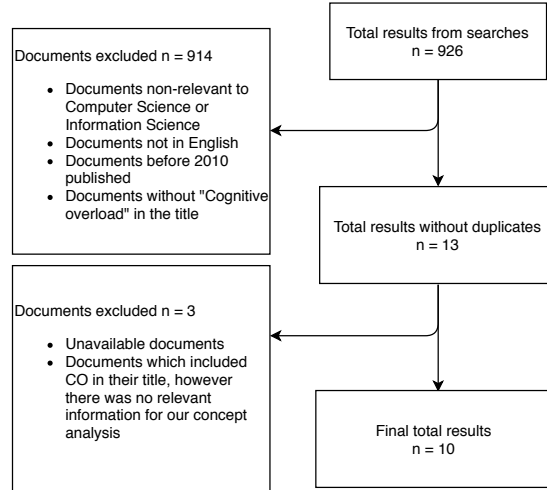 Total results from searches
n = 926
Documents excluded n = 914
• Documents non-relevant to
Computer Science or
Information Science
• Documents not in English
• Documents before 2010
published
• Documents without "Cognitive
overload" in the title
Total results without duplicates
n = 13
Documents excluded n = 3
• Unavailable documents
• Documents which included
CO in their title, however
there was no relevant
information for our concept
analysis
Final total results
n = 10